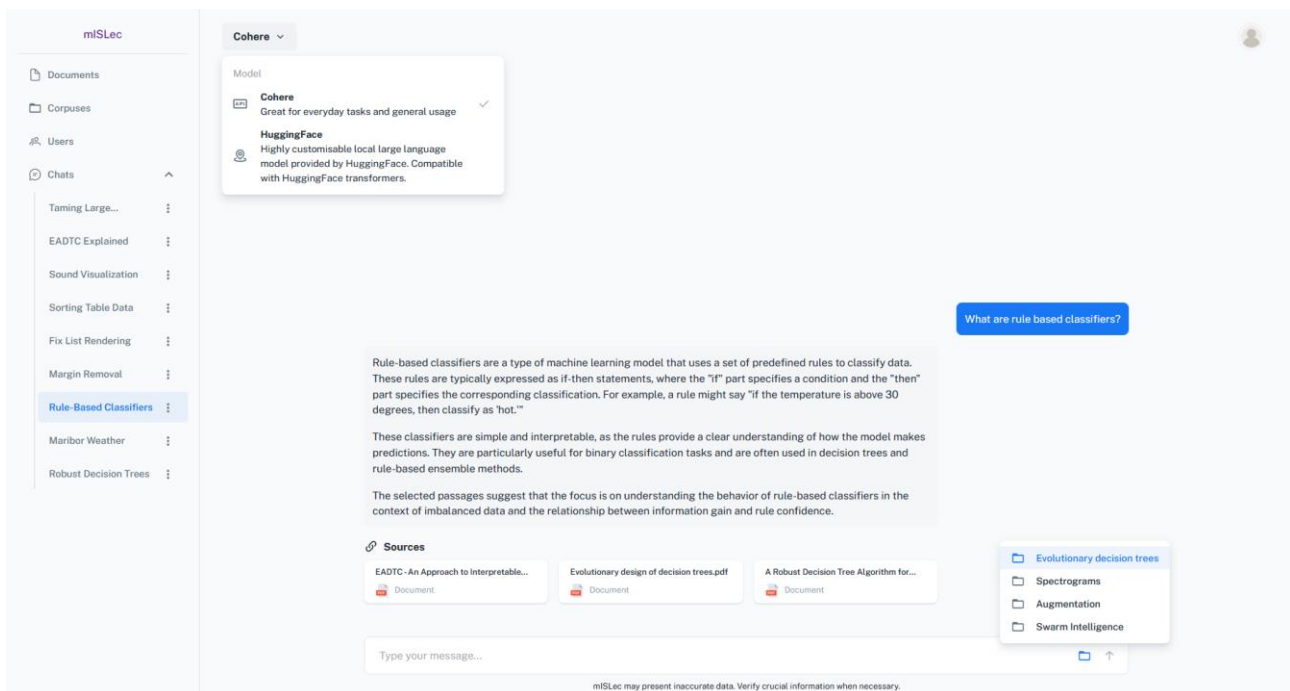 mISLec
Documents
Corpuses
Users
Chats
Taming Large...
EADTC Explained
Sound Visualization
Sorting Table Data
Fix List Rendering
Margin Removal
Rule-Based Classifiers
Maribor Weather
Robust Decision Trees
Cohere
Model
API
Cohere
Great for everyday tasks and general usage
HuggingFace
Highly customisable local large language
model provided by HuggingFace. Compatible
with HuggingFace transformers.
What are rule based classifiers?
Rule-based classifiers are a type of machine learning model that uses a set of predefined rules to classify data.
These rules are typically expressed as if-then statements, where the "if" part specifies a condition and the "then"
part specifies the corresponding classification. For example, a rule might say "if the temperature is above 30
degrees, then classify as 'hot.'"
These classifiers are simple and interpretable, as the rules provide a clear understanding of how the model makes
predictions. They are particularly useful for binary classification tasks and are often used in decision trees and
rule-based ensemble methods.
The selected passages suggest that the focus is on understanding the behavior of rule-based classifiers in the
context of imbalanced data and the relationship between information gain and rule confidence.
Sources
EADTC - An Approach to Interpretable...
PDF Document
Evolutionary design of decision trees.pdf
PDF Document
A Robust Decision Tree Algorithm for...
PDF Document
Evolutionary decision trees
Spectrograms
Augmentation
Swarm Intelligence
Type your message...
mISLec may present inaccurate data. Verify crucial information when necessary.